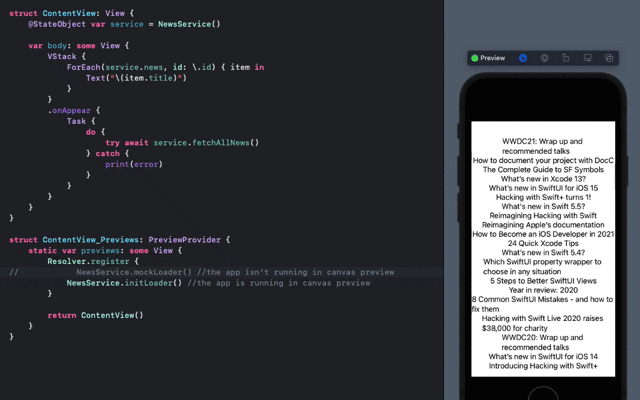 struct ContentView: View {
@StateObject var service = NewsService()
var body: some View {
VStack {
ForEach(service.news, id: \.id) { item in
Text("\(item.title)")
}
}
.onAppear {
Task {
do {
try await service.fetchAllNews()
} catch {
print(error)
}
}
}
}
}
struct ContentView_Previews: PreviewProvider {
static var previews: some View {
Resolver.register {
// NewsService.mockLoader() //the app isn't running in canvas preview
NewsService.initLoader() //the app is running in canvas preview
}
return ContentView()
}
}
Preview
WWDC21: Wrap up and
recommended talks
How to document your project with DocC
The Complete Guide to SF Symbols
What's new in Xcode 13?
What's new in SwiftUI for iOS 15
Hacking with Swift+ turns 1!
What's new in Swift 5.5?
Reimagining Hacking with Swift
Reimagining Apple's documentation
How to Become an iOS Developer in 2021
24 Quick Xcode Tips
What's new in Swift 5.4?
Which SwiftUI property wrapper to
choose in any situation
5 Steps to Better SwiftUI Views
Year in review: 2020
8 Common SwiftUI Mistakes - and how to
fix them
Hacking with Swift Live 2020 raises
$38,000 for charity
WWDC20: Wrap up and
recommended talks
What's new in SwiftUI for iOS 14
Introducing Hacking with Swift+